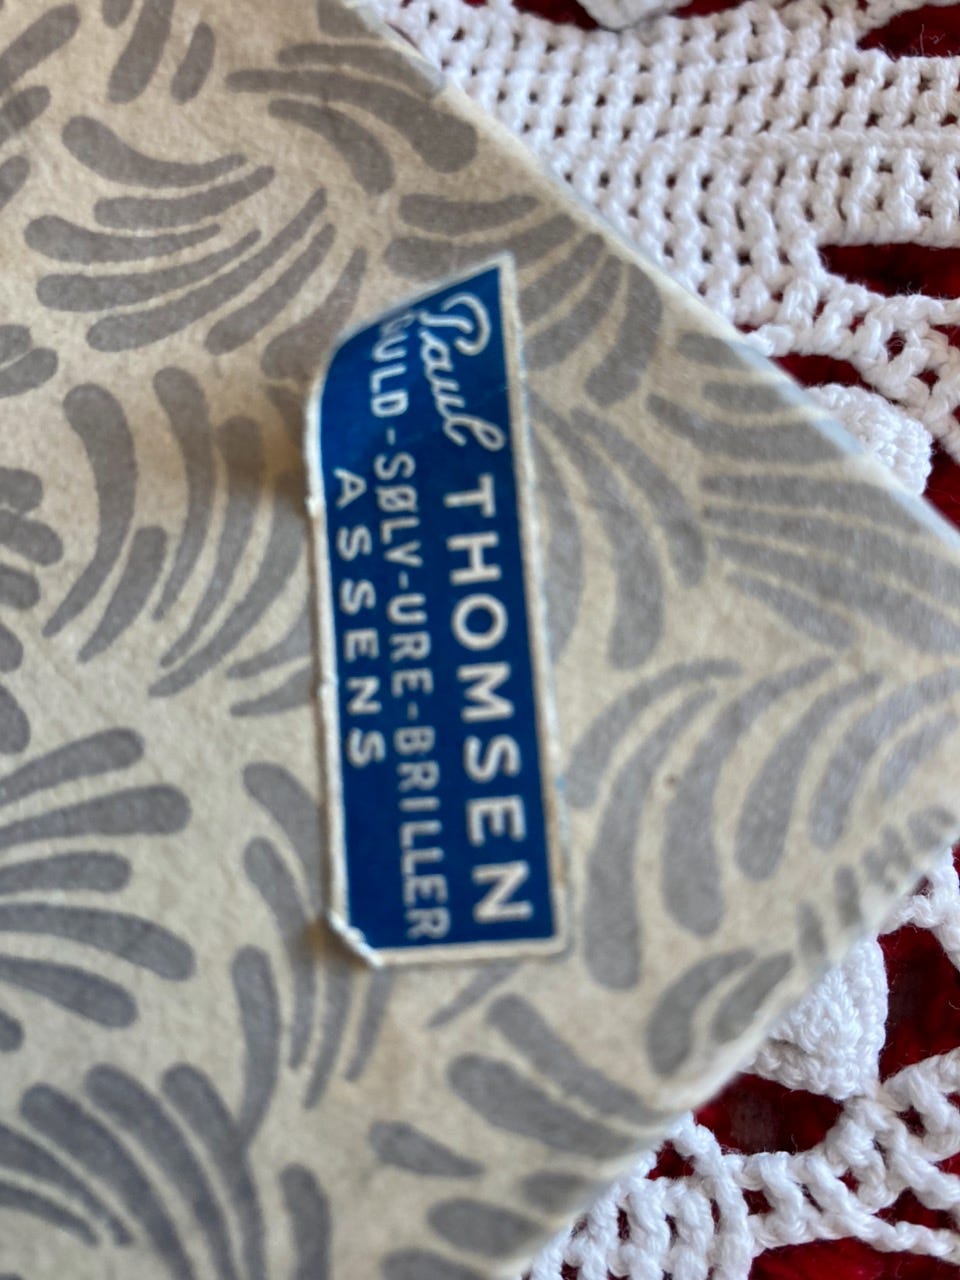 Paul THOMSEN
GULD-SØLV-URE-BRILLER
ASSENS